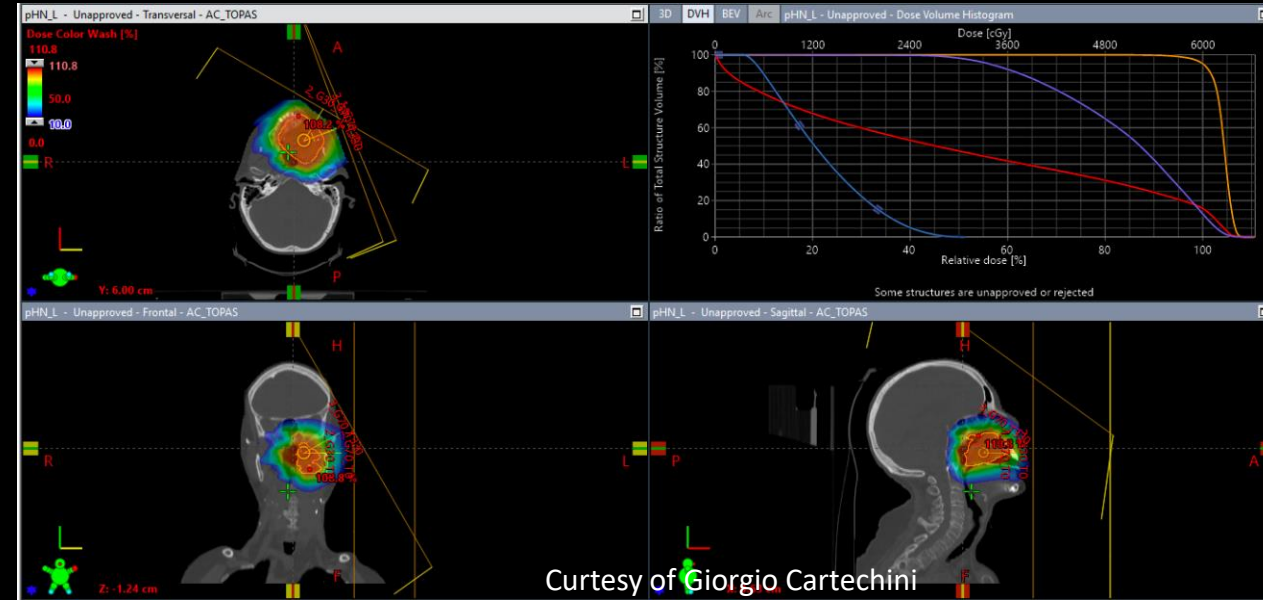 pHN_L - Unapproved - Transversal - AC_TOPAS
Dose Color Wash [%]
110.8
110.8
50.0
10.0
0.0
A
R
L
P
Y: 6.00 cm
3D DVH BEV Arc pHN_L - Unapproved - Dose Volume Histogram
Dose [cGy]
0 1200 2400 3600 4800 6000
Ratio of Total Structure Volume [%]
100
80
60
40
20
0
0 20 40 60 80 100
Relative dose [%]
Some structures are unapproved or rejected
pHN_L - Unapproved - Frontal - AC_TOPAS
H
R
L
108.8 %
F
Z: -1.24 cm
pHN_L - Unapproved - Sagittal - AC_TOPAS
H
P
A
F
Curtesy of Giorgio Cartechini